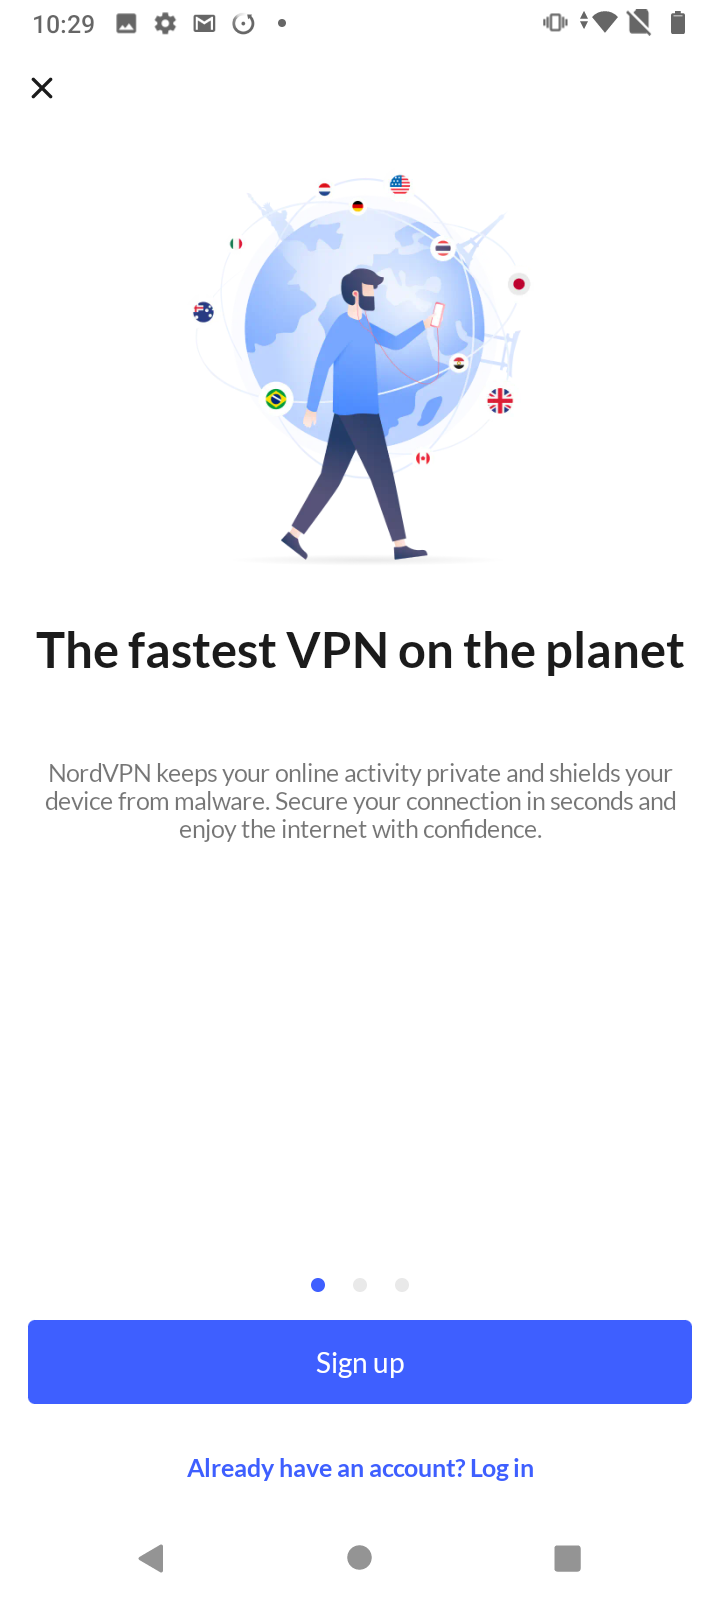 10:29
The fastest VPN on the planet
NordVPN keeps your online activity private and shields your
device from malware. Secure your connection in seconds and
enjoy the internet with confidence.
Sign up
Already have an account? Log in